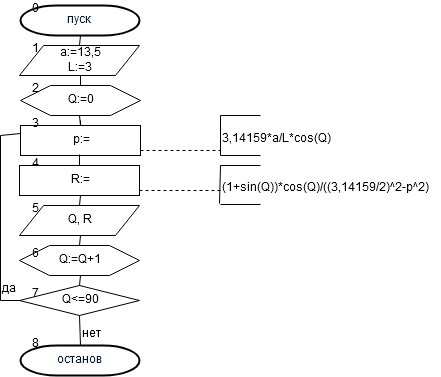 0
пуск
1
a:=13,5
L:=3
2
Q:=0
3
p:=
3,14159*a/L*cos(Q)
4
R:=
(1+sin(Q))*cos(Q)/((3,14159/2)^2-p^2)
5
Q, R
6
Q:=Q+1
да
7
Q<=90
нет
8
останов